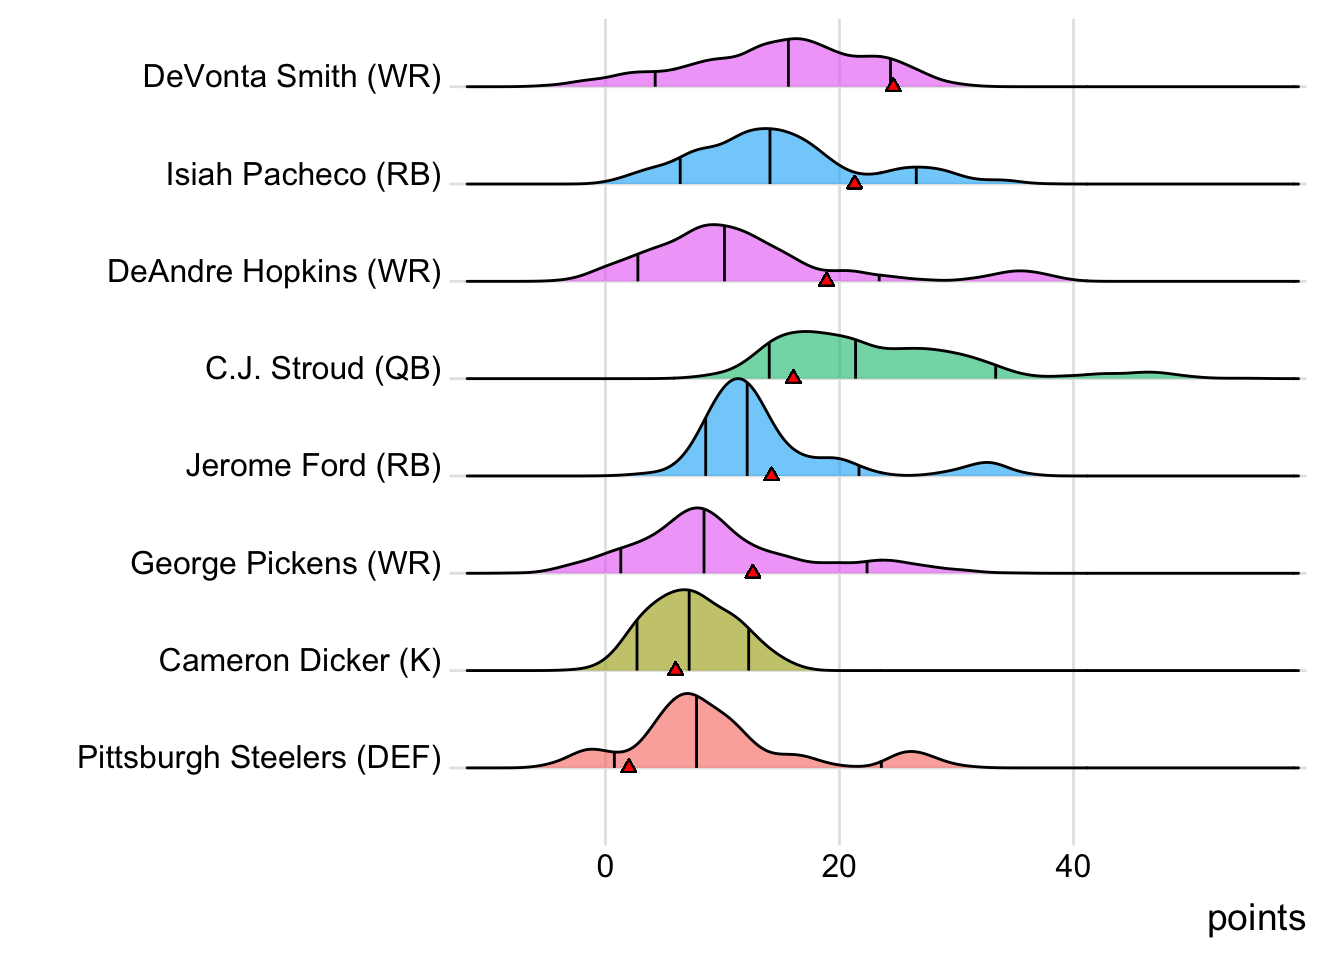 DeVonta Smith (WR)
Isiah Pacheco (RB)
DeAndre Hopkins (WR)
C.J. Stroud (QB)
Jerome Ford (RB)
George Pickens (WR)
Cameron Dicker (K)
Pittsburgh Steelers (DEF)
0 20 40
points